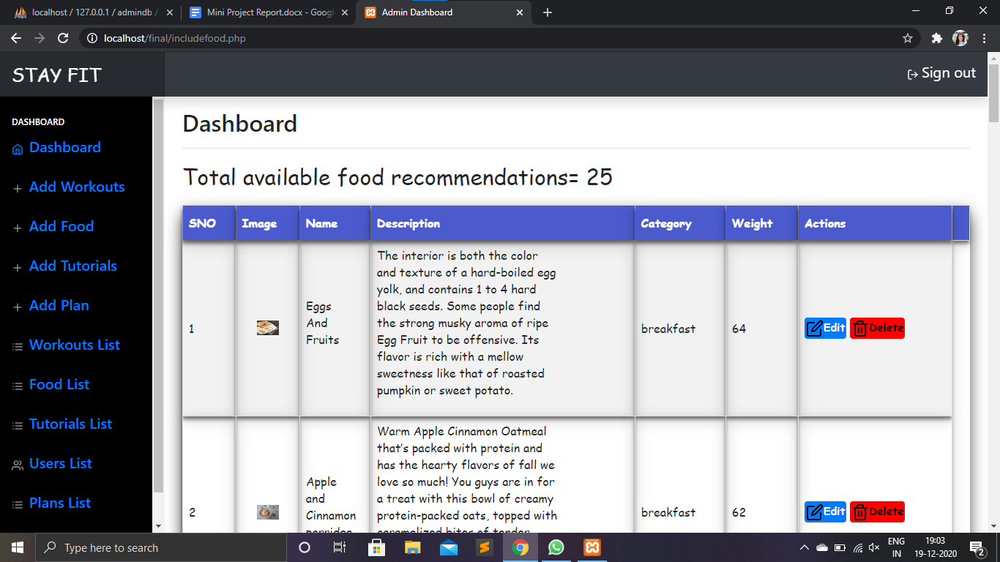 localhost / 127.0.0.1 / admindb /
Mini Project Report.docx - Googl
Admin Dashboard
localhost/final/includefood.php
STAY FIT
Sign out
DASHBOARD
Dashboard
Add Workouts
Add Food
Add Tutorials
Add Plan
Workouts List
Food List
Tutorials List
Users List
Plans List
Dashboard
Total available food recommendations= 25
SNO Image Name Description Category Weight Actions
1
Eggs
And
Fruits
The interior is both the color
and texture of a hard-boiled egg
yolk, and contains 1 to 4 hard
black seeds. Some people find
the strong musky aroma of ripe
Egg Fruit to be offensive. Its
flavor is rich with a mellow
sweetness like that of roasted
pumpkin or sweet potato.
breakfast
64
Edit Delete
2
Apple
and
Cinnamon
porridge
Warm Apple Cinnamon Oatmeal
that's packed with protein and
has the hearty flavors of fall we
love so much! You guys are in for
a treat with this bowl of creamy
protein-packed oats, topped with
caramelized bites of tender
breakfast
62
Edit Delete
Type here to search
ENG
IN
19:03
19-12-2020
2